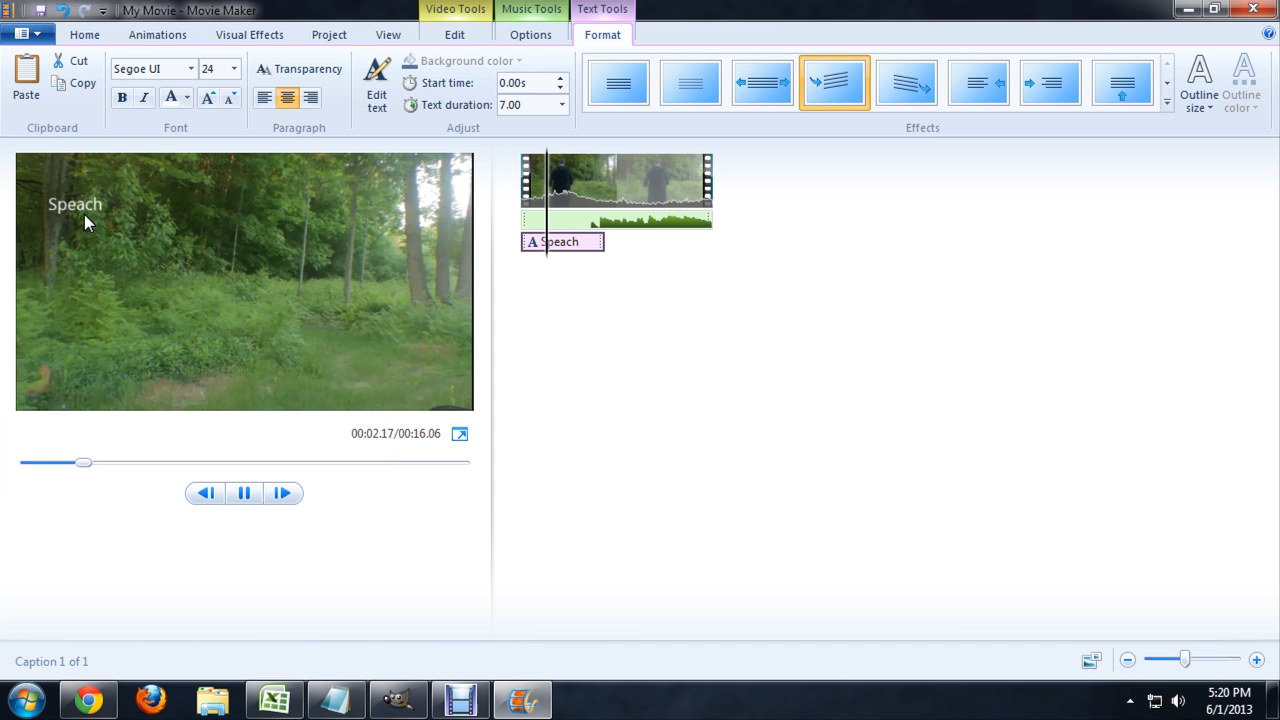 My Movie - Movie Maker
Video Tools
Music Tools
Text Tools
Home
Animations
Visual Effects
Project
View
Edit
Options
Format
Paste
Cut
Copy
Clipboard
Segoe UI
24
B
I
A
A
A
Font
Transparency
Paragraph
Edit text
Background color
Start time:
0.00s
Text duration:
7.00
Adjust
Effects
Outline size
Outline color
Speach
A Speach
00:02.17/00:16.06
Caption 1 of 1
5:20 PM
6/1/2013